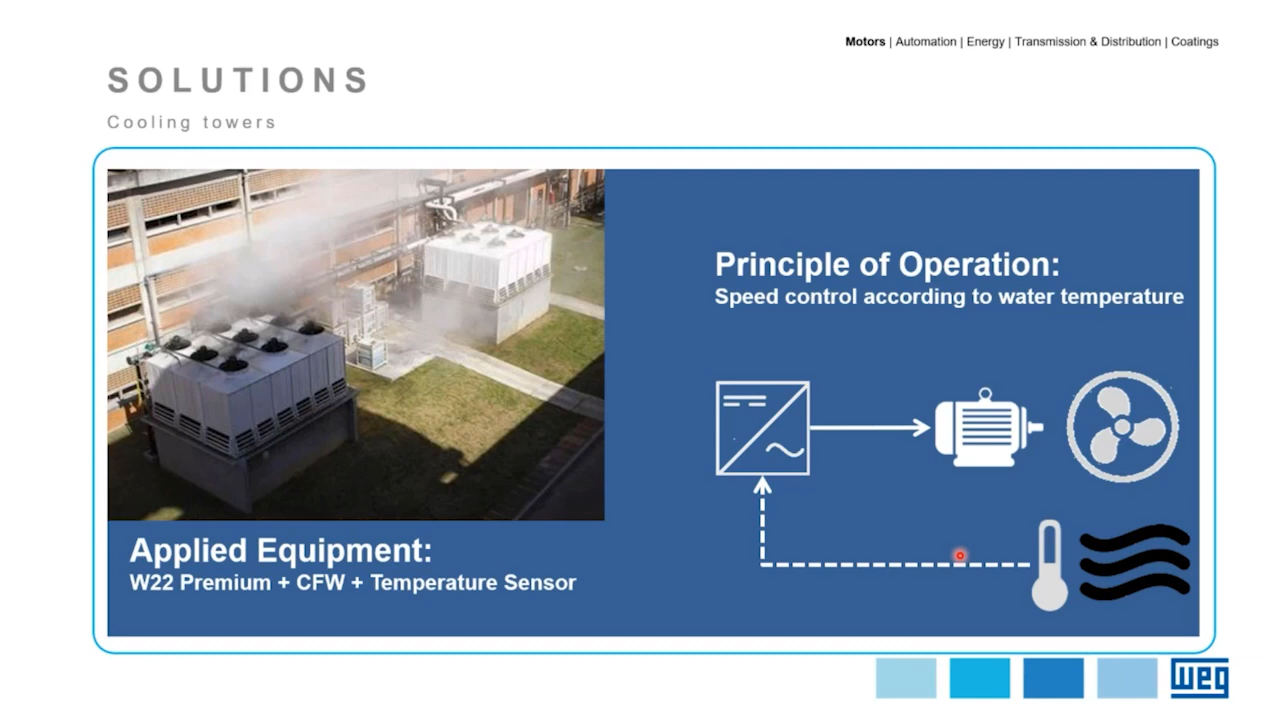 Motors | Automation | Energy | Transmission & Distribution | Coatings
SOLUTIONS
Cooling towers
Principle of Operation:
Speed control according to water temperature
Applied Equipment:
W22 Premium + CFW + Temperature Sensor
weg